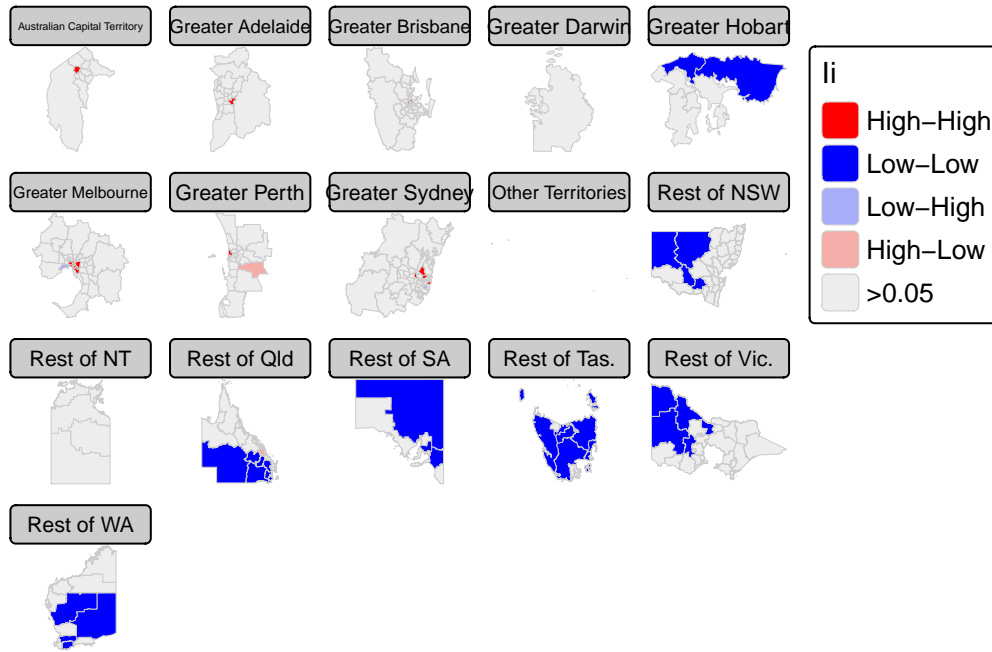 Australian Capital Territory
Greater Adelaide
Greater Brisbane
Greater Darwin
Greater Hobart
Ii
High−High
Low−Low
Low−High
High−Low
>0.05
Greater Melbourne
Greater Perth
Greater Sydney
Other Territories
Rest of NSW
Rest of NT
Rest of Qld
Rest of SA
Rest of Tas.
Rest of Vic.
Rest of WA